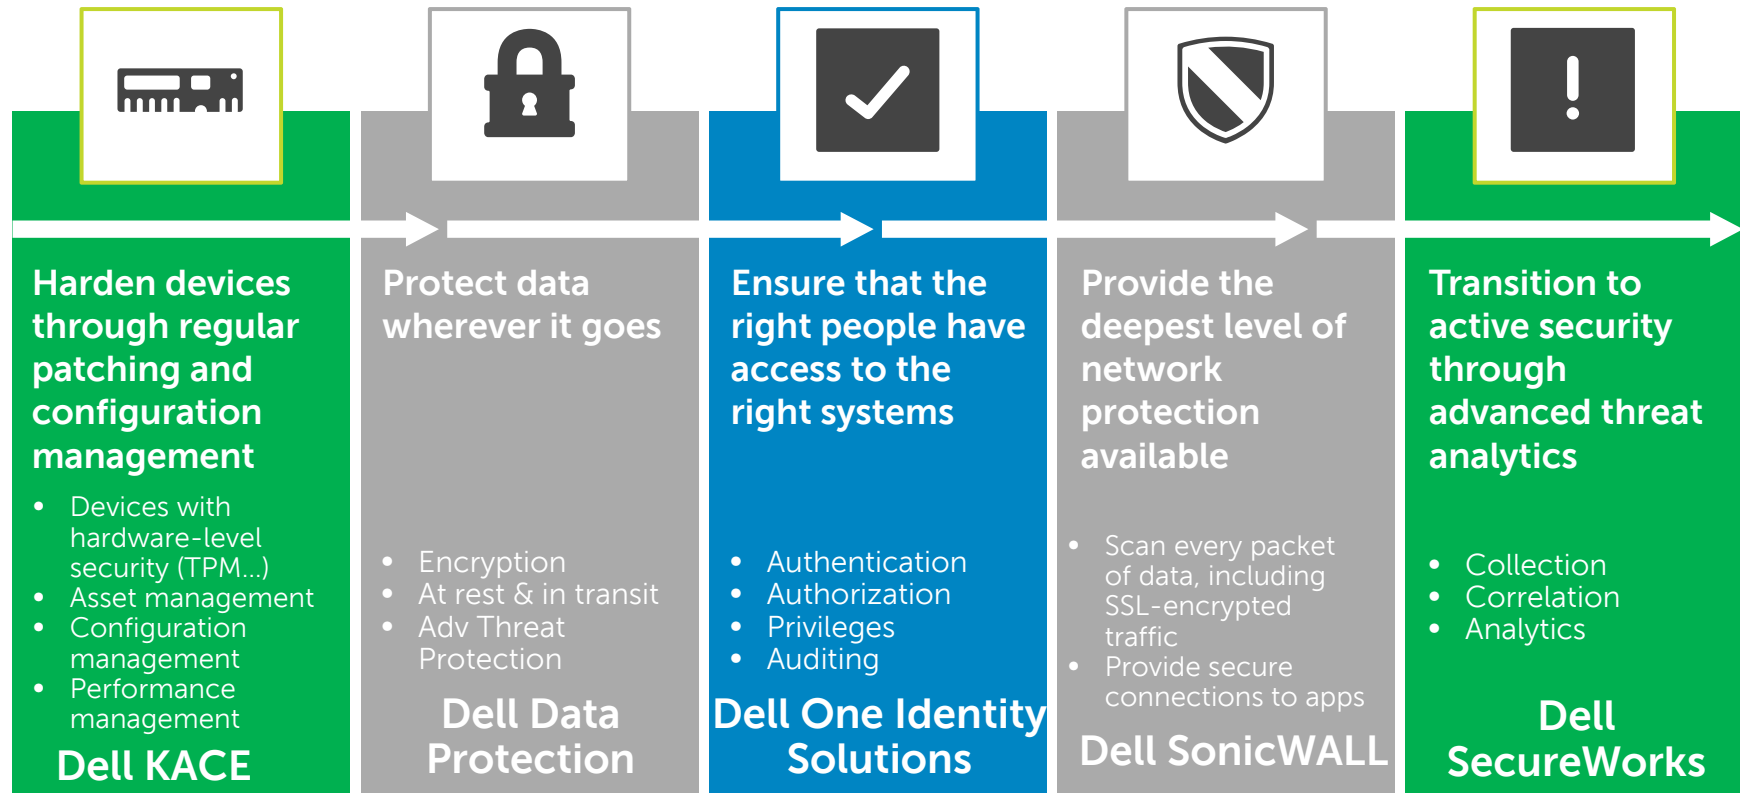 Harden devices
through regular
patching and
configuration
management
• Devices with
hardware-level
security (TPM...)
• Asset management
• Configuration
management
• Performance
management
Dell KACE
Protect data
wherever it goes
• Encryption
• At rest & in transit
• Adv Threat
Protection
Dell Data
Protection
Ensure that the
right people have
access to the
right systems
• Authentication
• Authorization
• Privileges
• Auditing
Dell One Identity
Solutions
Provide the
deepest level of
network
protection
available
• Scan every packet
of data, including
SSL-encrypted
traffic
• Provide secure
connections to apps
Dell SonicWALL
Transition to
active security
through
advanced threat
analytics
• Collection
• Correlation
• Analytics
Dell
SecureWorks